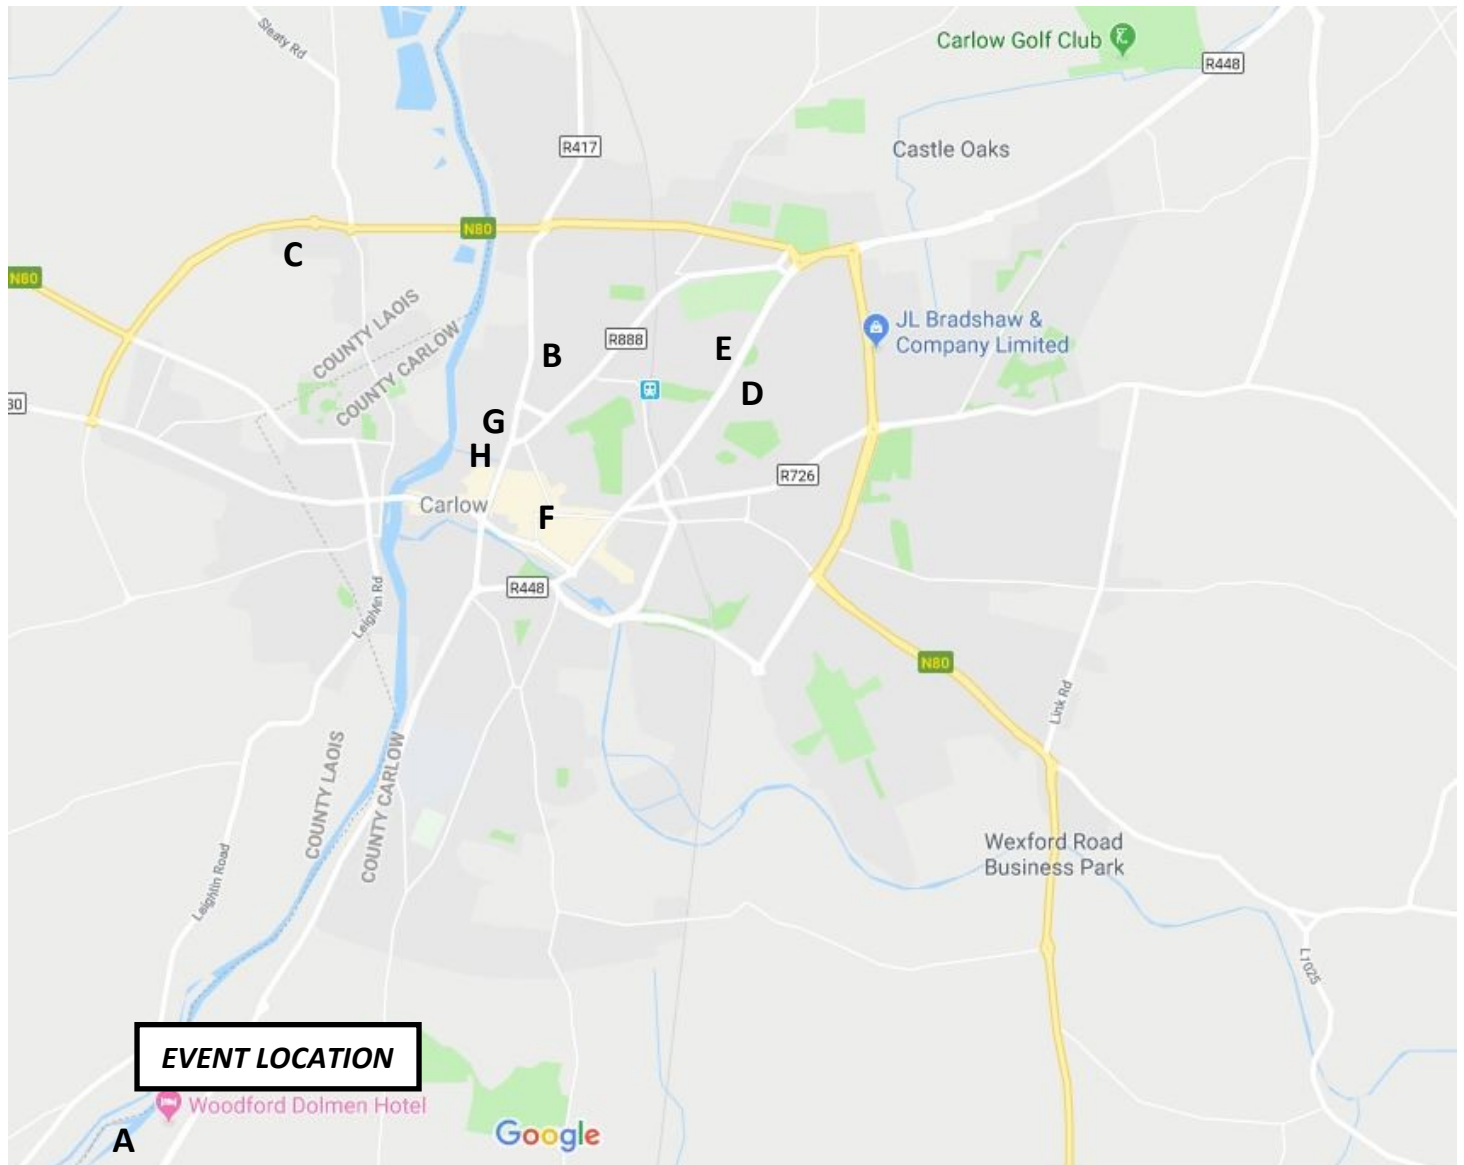 Sleaty Rd
Carlow Golf Club
R448
R417
Castle Oaks
N80
C
N80
COUNTY LAOIS
COUNTY CARLOW
JL Bradshaw &
Company Limited
B
R888
E
D
30
G
H
R726
Carlow
F
R448
Leighlin Rd
N80
Link Rd
COUNTY LAOIS
COUNTY CARLOW
Wexford Road
Business Park
Leighlin Road
L1025
EVENT LOCATION
Woodford Dolmen Hotel
A
Google